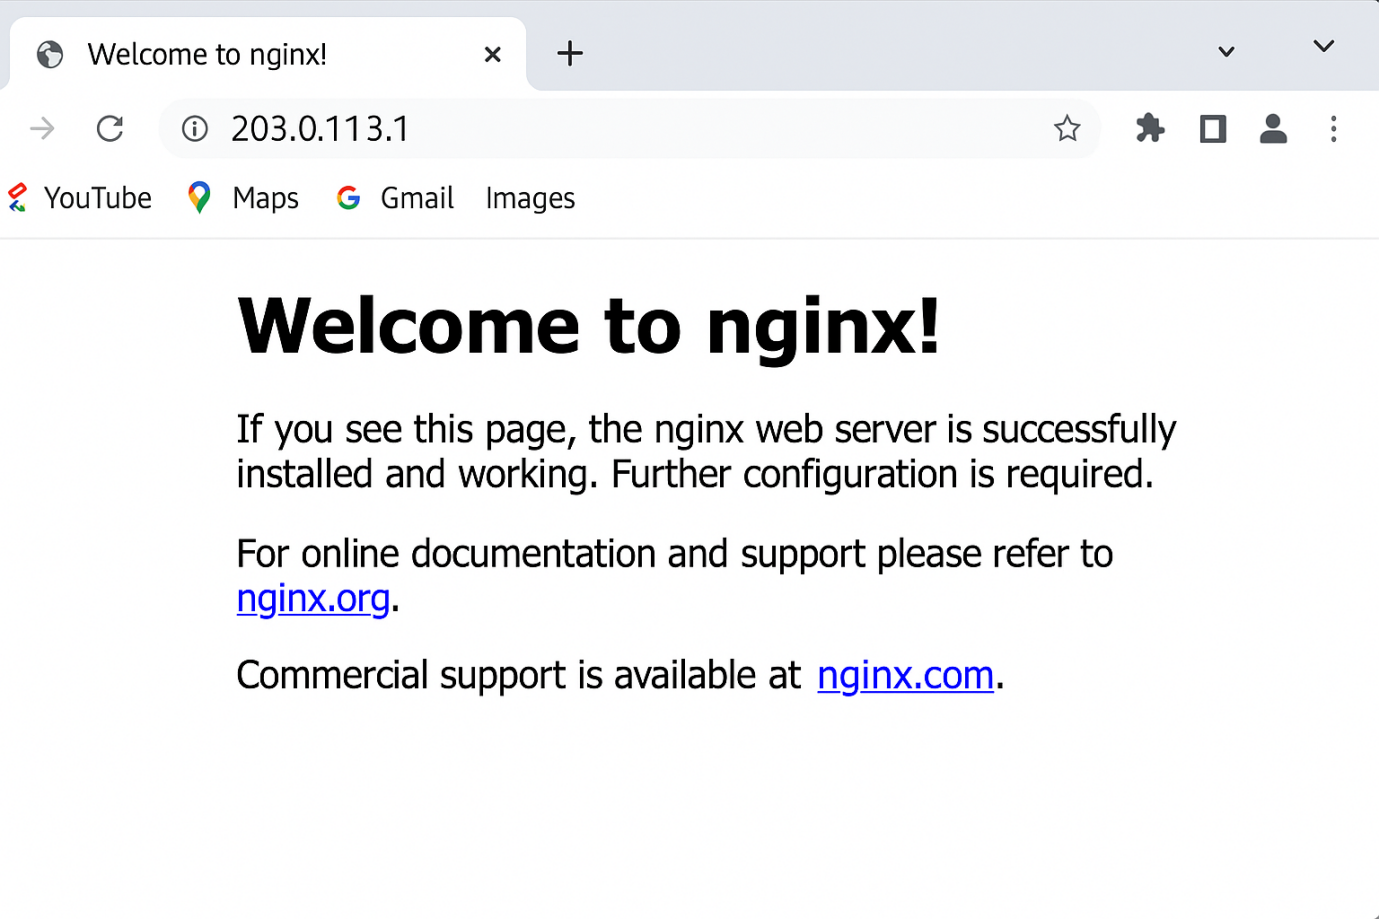 Welcome to nginx!
203.0.113.1
YouTube Maps Gmail Images
Welcome to nginx!
If you see this page, the nginx web server is successfully
installed and working. Further configuration is required.
For online documentation and support please refer to
nginx.org.
Commercial support is available at nginx.com.